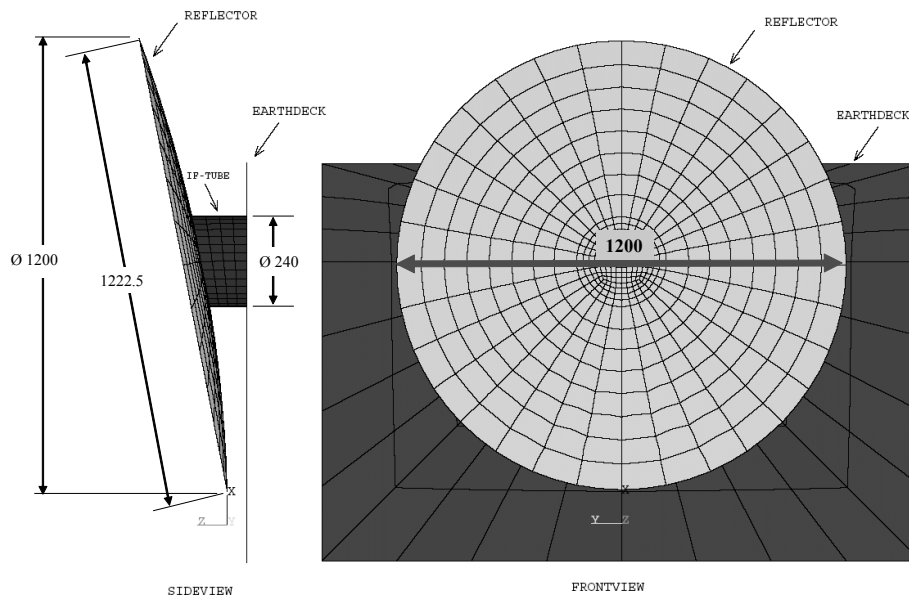 REFLECTOR
REFLECTOR
EARTHDECK
EARTHDECK
IF-TUBE
Ø 1200
1222.5
Ø 240
1200
X
Z Y
X
Y Z
SIDEVIEW
FRONTVIEW